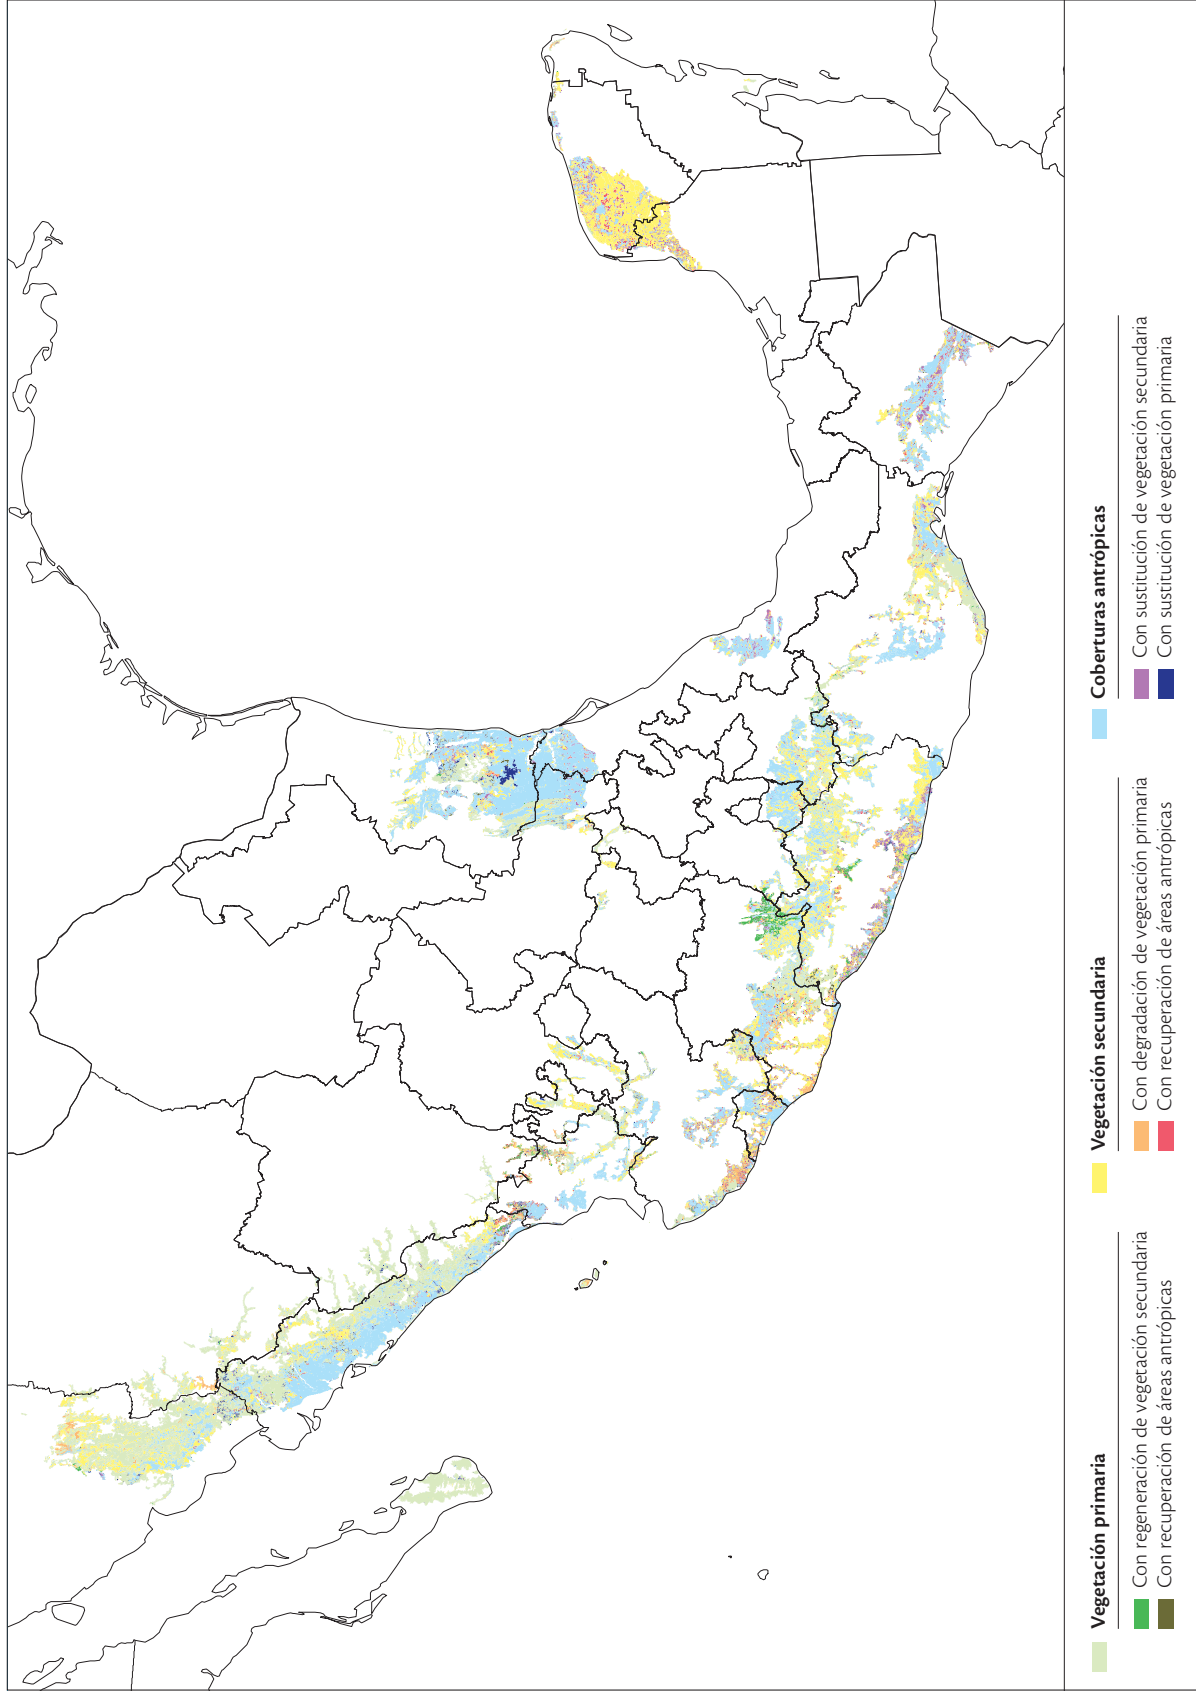 Vegetación primaria
Con regeneración de vegetación secundaria
Con recuperación de áreas antrópicas
Vegetación secundaria
Con degradación de vegetación primaria
Con recuperación de áreas antrópicas
Coberturas antrópicas
Con sustitución de vegetación secundaria
Con sustitución de vegetación primaria